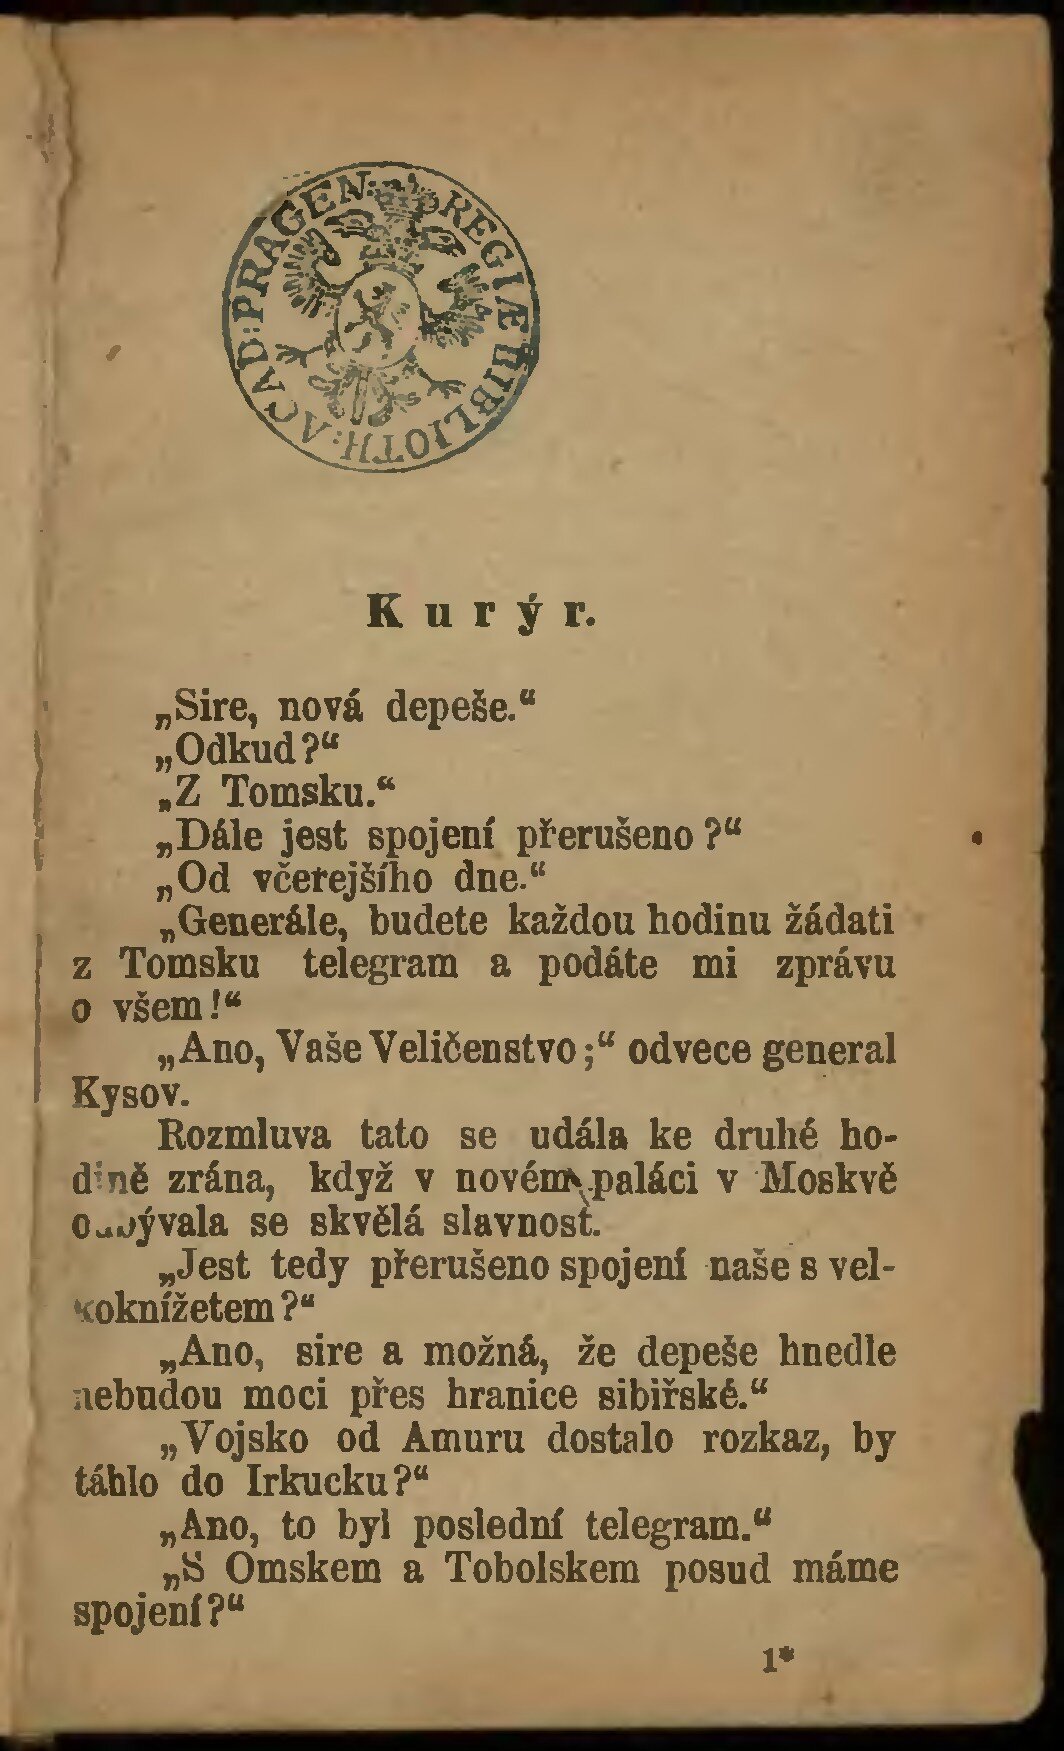 REGIÆ BIBLIOTH: ACAD: PRAGEN:
Kurýr.
„Sire, nová depeše.“
„Odkud?“
„Z Tomsku.“
„Dále jest spojení přerušeno?“
„Od včerejšího dne.“
„Generále, budete každou hodinu žádati
z Tomsku telegram a podáte mi zprávu
o všem!“
„Ano, Vaše Veličenstvo;“ odvece general
Kysov.
Rozmluva tato se udála ke druhé ho-
dině zrána, když v novém paláci v Moskvě
odbývala se skvělá slavnost.
„Jest tedy přerušeno spojení naše s vel-
koknížetem?“
„Ano, sire a možná, že depeše hnedle
nebudou moci přes hranice sibiřské.“
„Vojsko od Amuru dostalo rozkaz, by
táhlo do Irkucku?“
„Ano, to byl poslední telegram.“
„S Omskem a Tobolskem posud máme
spojení?“
1*